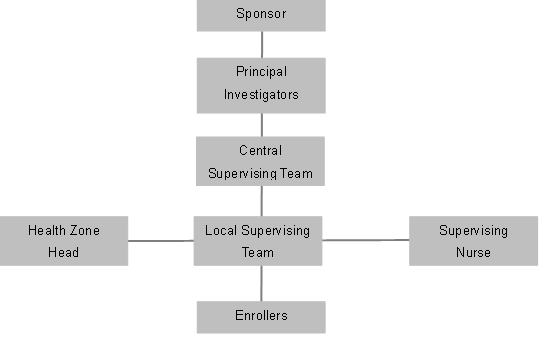 Sponsor
Principal
Investigators
Central
Supervising Team
Health Zone
Head
Local Supervising
Team
Supervising
Nurse
Enrollers